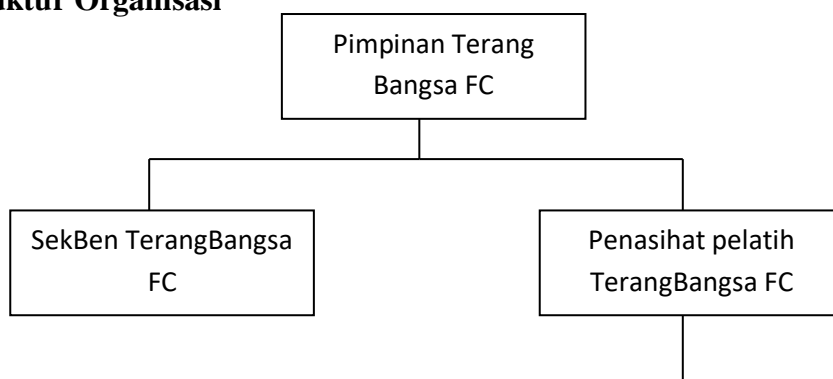 Organisasi
Pimpinan Terang
Bangsa FC
SekBen TerangBangsa
FC
Penasihat pelatih
TerangBangsa FC